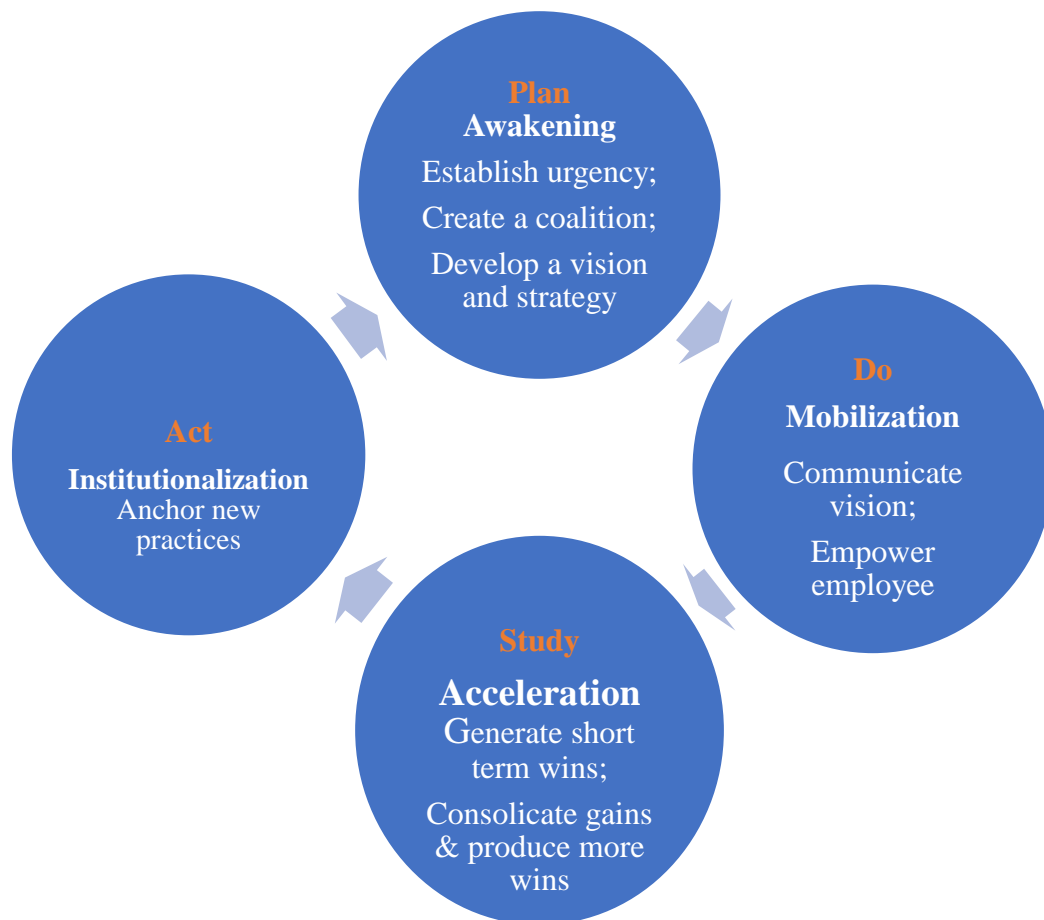 Plan
Awakening
Establish urgency;
Create a coalition;
Develop a vision
and strategy
Do
Mobilization
Communicate
vision;
Empower
employee
Study
Acceleration
Generate short
term wins;
Consolicate gains
& produce more
wins
Act
Institutionalization
Anchor new
practices